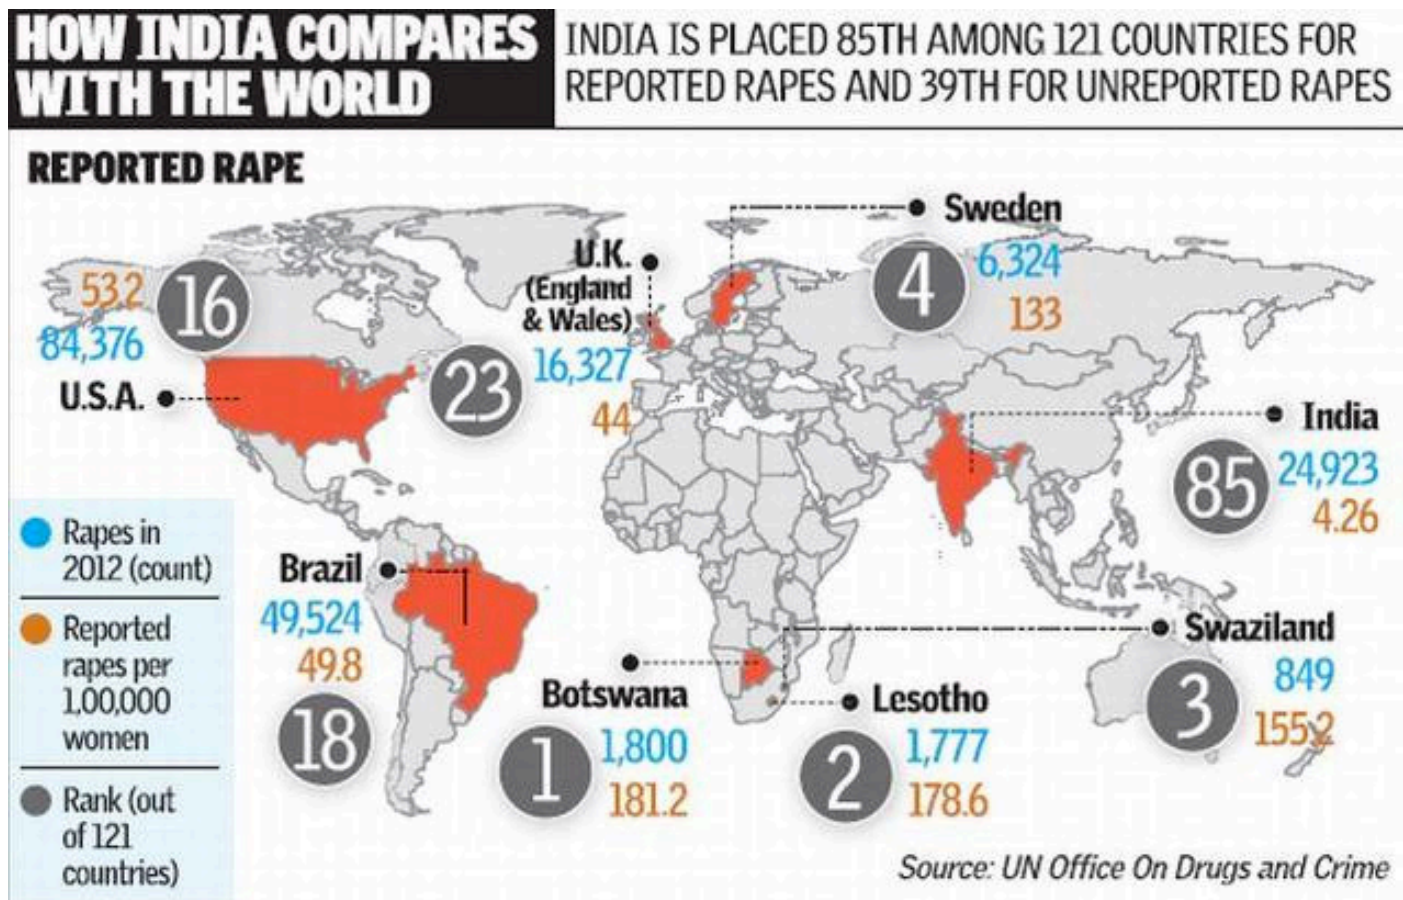 HOW INDIA COMPARES
WITH THE WORLD
INDIA IS PLACED 85TH AMONG 121 COUNTRIES FOR
REPORTED RAPES AND 39TH FOR UNREPORTED RAPES
REPORTED RAPE
53.2
16
84,376
U.S.A.
U.K.
(England
& Wales)
23
16,327
44
Sweden
4
6,324
133
India
85
24,923
4.26
Rapes in
2012 (count)
Reported
rapes per
1,00,000
women
Rank (out
of 121
countries)
Brazil
49,524
49.8
18
Botswana
1
1,800
181.2
Lesotho
2
1,777
178.6
Swaziland
3
849
155.2
Source: UN Office On Drugs and Crime